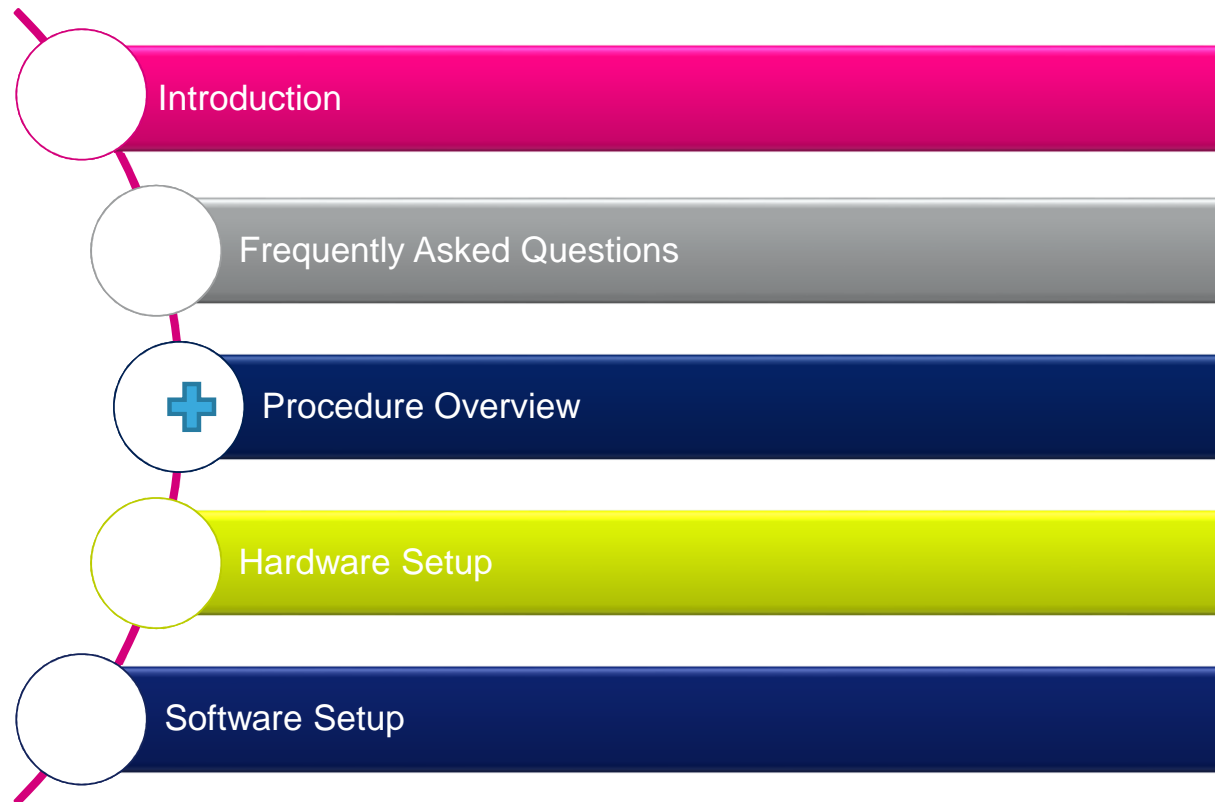 Introduction
Frequently Asked Questions
Procedure Overview
Hardware Setup
Software Setup